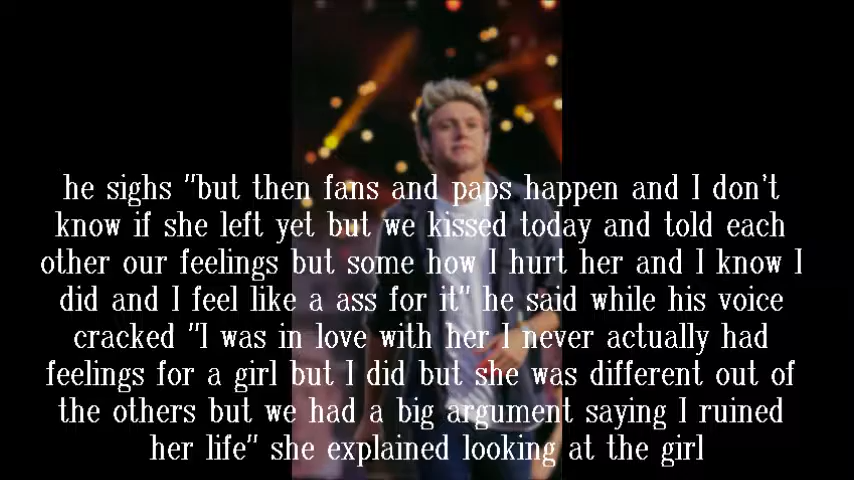 he sighs "but then fans and paps happen and I don't
know if she left yet but we kissed today and told each
other our feelings but some how I hurt her and I know I
did and I feel like a ass for it" he said while his voice
cracked "I was in love with her I never actually had
feelings for a girl but I did but she was different out of
the others but we had a big argument saying I ruined
her life" she explained looking at the girl